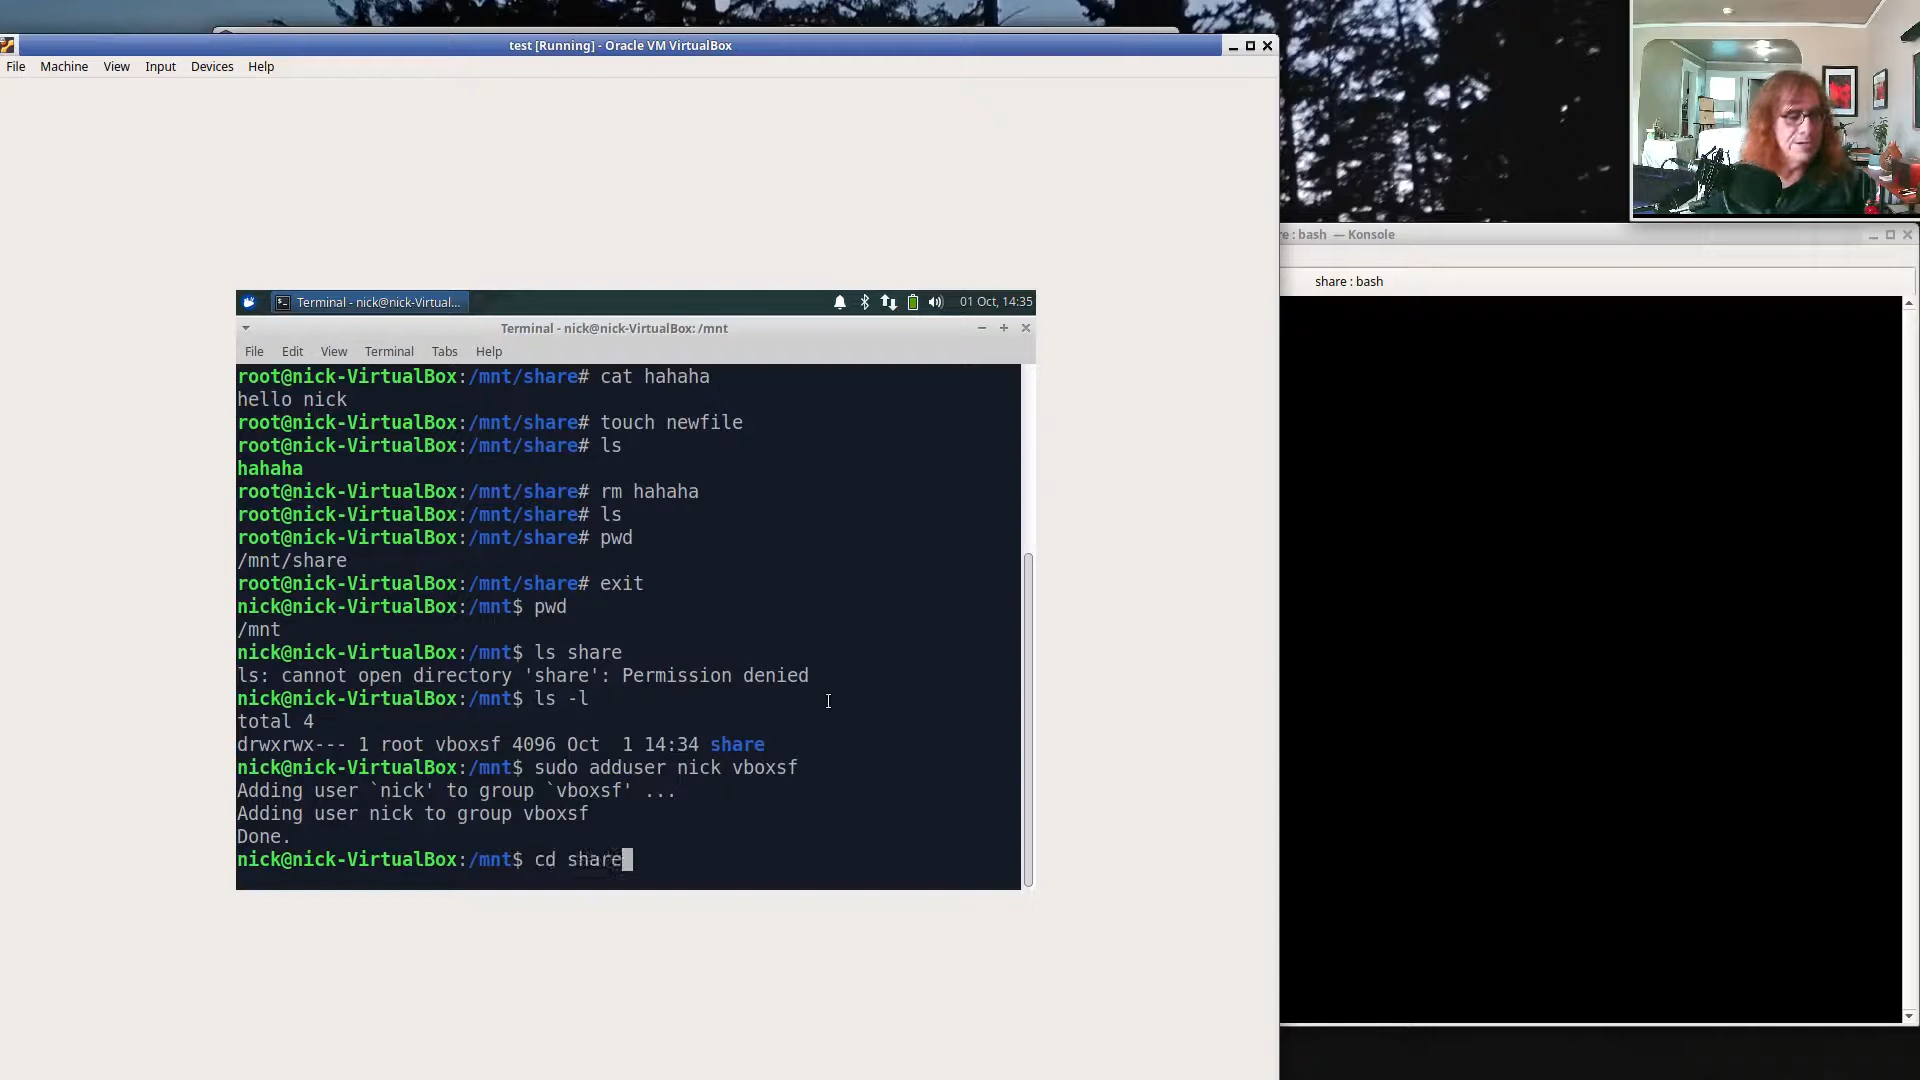 test [Running] - Oracle VM VirtualBox
File Machine View Input Devices Help
: bash — Konsole
share : bash
Terminal - nick@nick-Virtual...
01 Oct, 14:35
Terminal - nick@nick-VirtualBox: /mnt
File Edit View Terminal Tabs Help
root@nick-VirtualBox:/mnt/share# cat hahaha
hello nick
root@nick-VirtualBox:/mnt/share# touch newfile
root@nick-VirtualBox:/mnt/share# ls
hahaha
root@nick-VirtualBox:/mnt/share# rm hahaha
root@nick-VirtualBox:/mnt/share# ls
root@nick-VirtualBox:/mnt/share# pwd
/mnt/share
root@nick-VirtualBox:/mnt/share# exit
nick@nick-VirtualBox:/mnt$ pwd
/mnt
nick@nick-VirtualBox:/mnt$ ls share
ls: cannot open directory 'share': Permission denied
nick@nick-VirtualBox:/mnt$ ls -l
total 4
drwxrwx--- 1 root vboxsf 4096 Oct  1 14:34 share
nick@nick-VirtualBox:/mnt$ sudo adduser nick vboxsf
Adding user `nick' to group `vboxsf' ...
Adding user nick to group vboxsf
Done.
nick@nick-VirtualBox:/mnt$ cd share